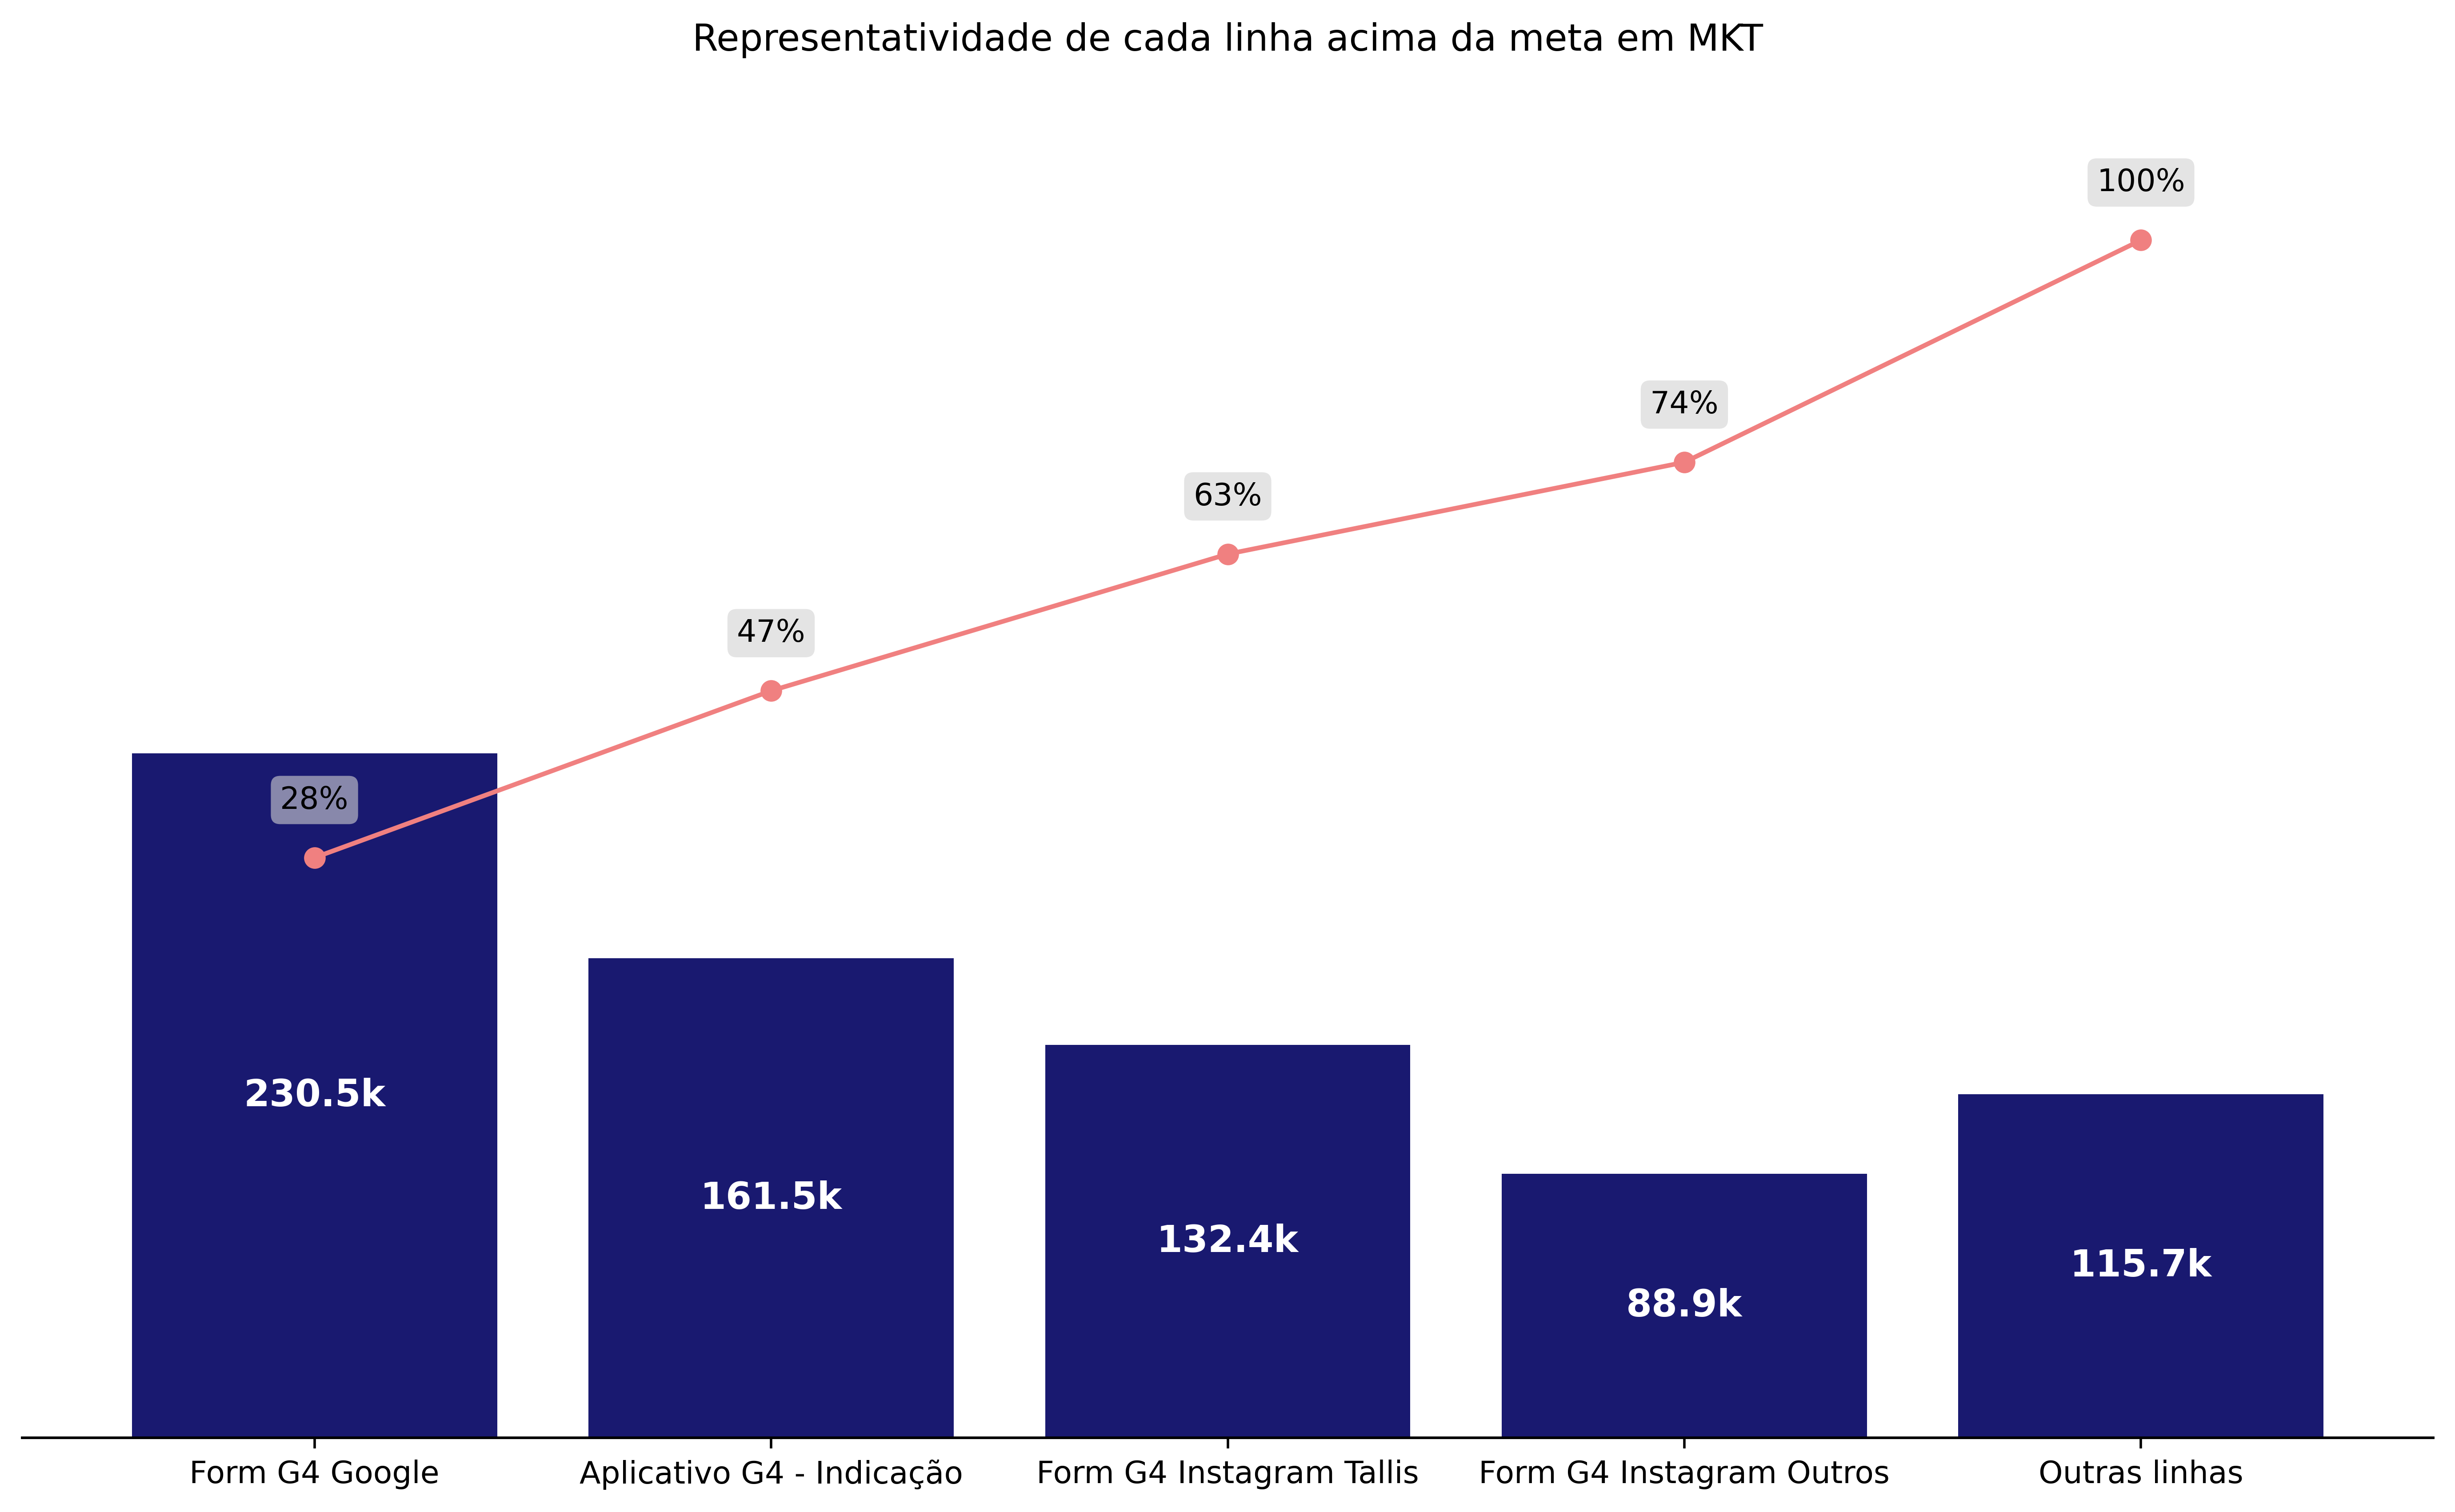 Representatividade de cada linha acima da meta em MKT
100%
74%
63%
47%
28%
230.5k
161.5k
132.4k
88.9k
115.7k
Form G4 Google
Aplicativo G4 - Indicação
Form G4 Instagram Tallis
Form G4 Instagram Outros
Outras linhas